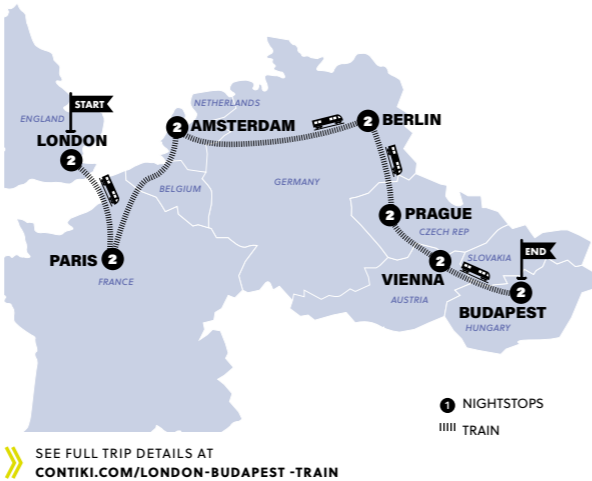 START
ENGLAND
LONDON
2
NETHERLANDS
2 AMSTERDAM
2 BERLIN
BELGIUM
GERMANY
PARIS 2
FRANCE
2 PRAGUE
CZECH REP
SLOVAKIA
END
2
VIENNA
AUSTRIA
2
BUDAPEST
HUNGARY
1 NIGHTSTOPS
TRAIN
SEE FULL TRIP DETAILS AT
CONTIKI.COM/LONDON-BUDAPEST -TRAIN